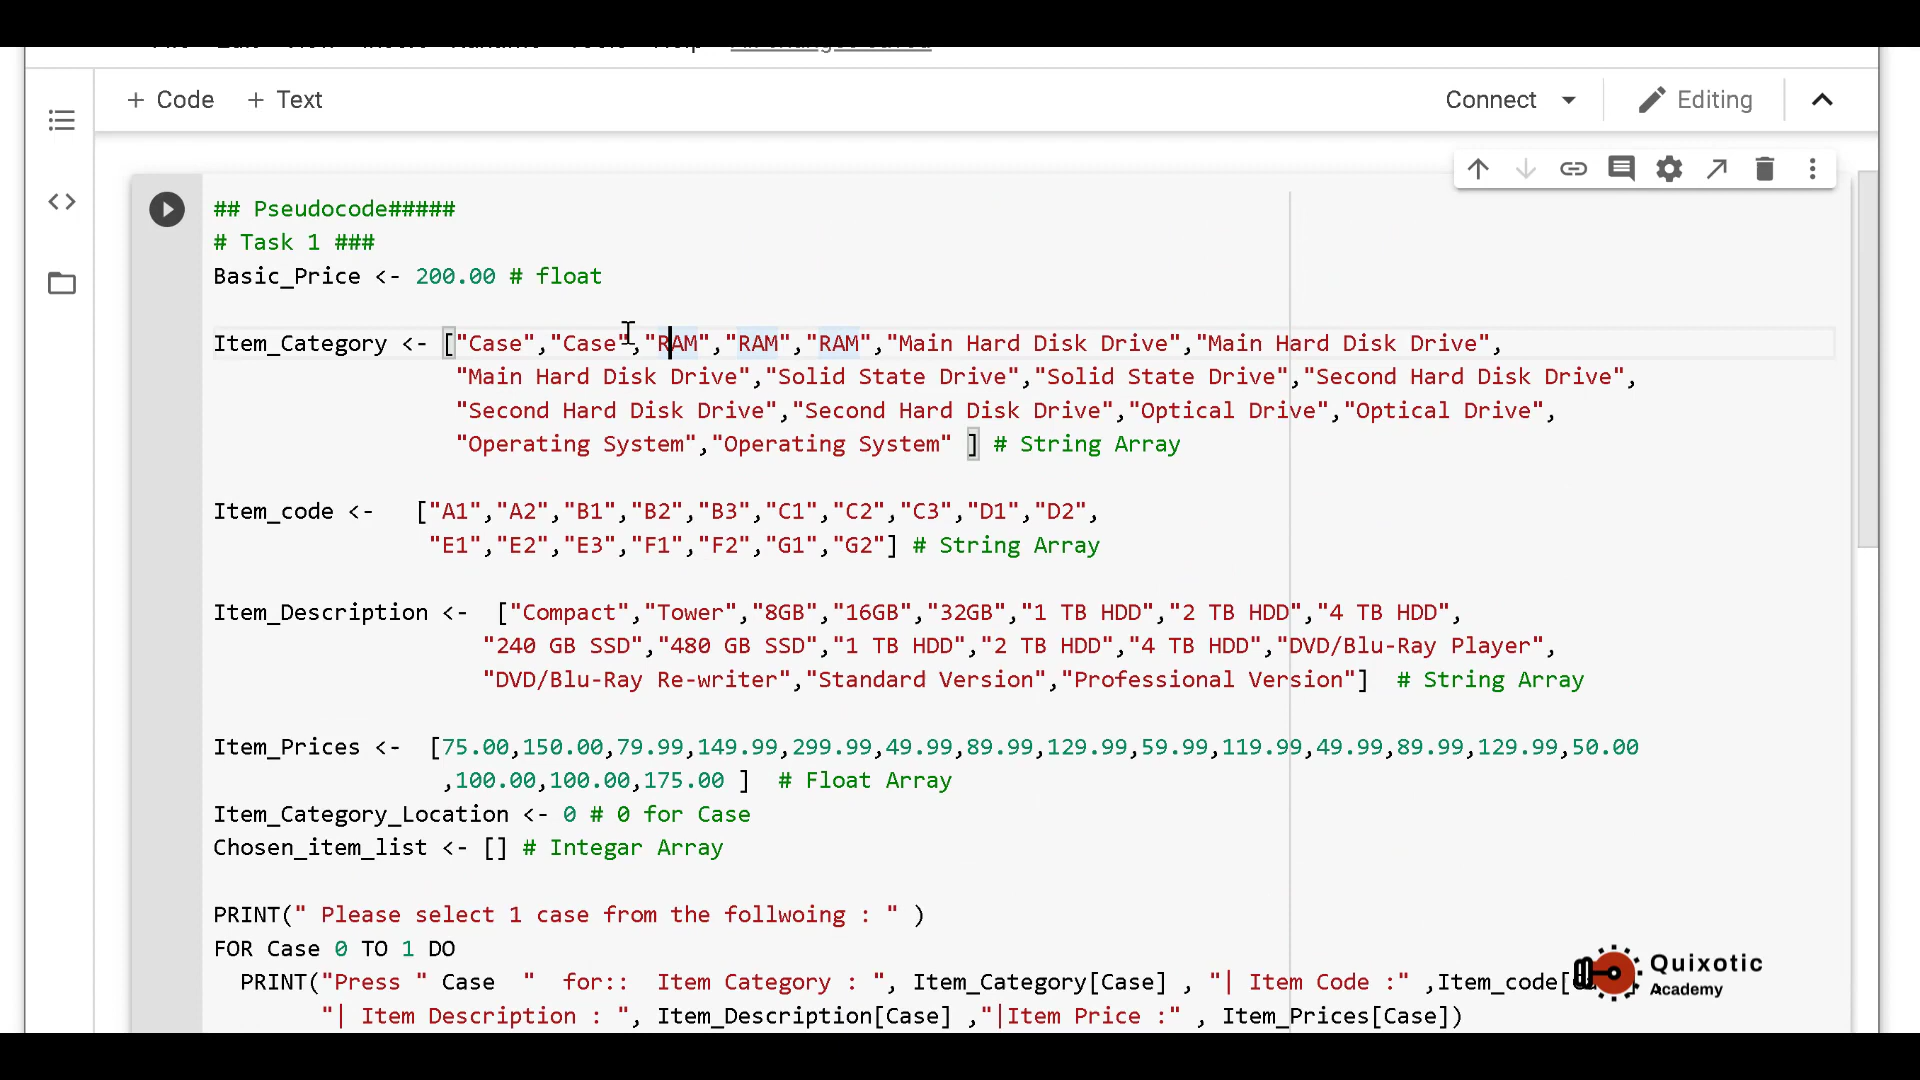 + Code + Text Connect Editing
## Pseudocode#####
# Task 1 ###
Basic_Price <- 200.00 # float
Item_Category <- ["Case","Case","RAM","RAM","RAM","Main Hard Disk Drive","Main Hard Disk Drive",
"Main Hard Disk Drive","Solid State Drive","Solid State Drive","Second Hard Disk Drive",
"Second Hard Disk Drive","Second Hard Disk Drive","Optical Drive","Optical Drive",
"Operating System","Operating System" ] # String Array
Item_code <- ["A1","A2","B1","B2","B3","C1","C2","C3","D1","D2",
"E1","E2","E3","F1","F2","G1","G2"] # String Array
Item_Description <- ["Compact","Tower","8GB","16GB","32GB","1 TB HDD","2 TB HDD","4 TB HDD",
"240 GB SSD","480 GB SSD","1 TB HDD","2 TB HDD","4 TB HDD","DVD/Blu-Ray Player",
"DVD/Blu-Ray Re-writer","Standard Version","Professional Version"] # String Array
Item_Prices <- [75.00,150.00,79.99,149.99,299.99,49.99,89.99,129.99,59.99,119.99,49.99,89.99,129.99,50.00
,100.00,100.00,175.00 ] # Float Array
Item_Category_Location <- 0 # 0 for Case
Chosen_item_list <- [] # Integar Array
PRINT(" Please select 1 case from the follwoing : " )
FOR Case 0 TO 1 DO
PRINT("Press " Case " for:: Item Category : ", Item_Category[Case] , "| Item Code :" ,Item_code[
"| Item Description : ", Item_Description[Case] ,"|Item Price :" , Item_Prices[Case])
Quixotic
Academy